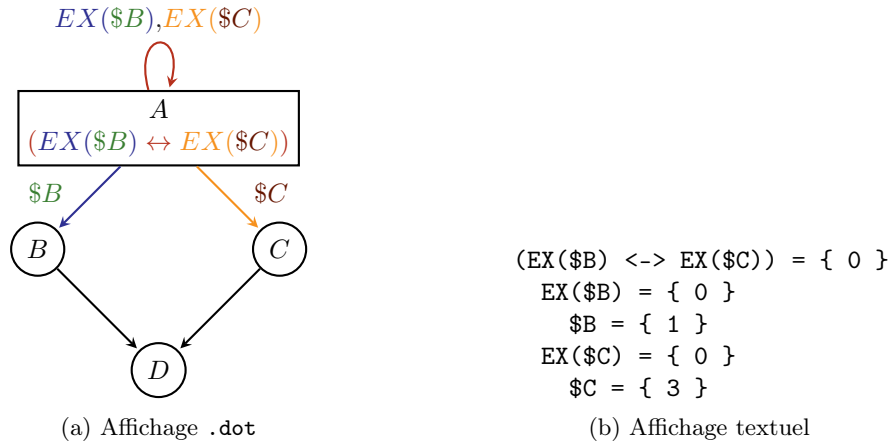 EX($B),EX($C)
A
(EX($B) ↔ EX($C))
$B
$C
B
C
D
(a) Affichage .dot
(EX($B) <-> EX($C)) = { 0 }
EX($B) = { 0 }
$B = { 1 }
EX($C) = { 0 }
$C = { 3 }
(b) Affichage textuel